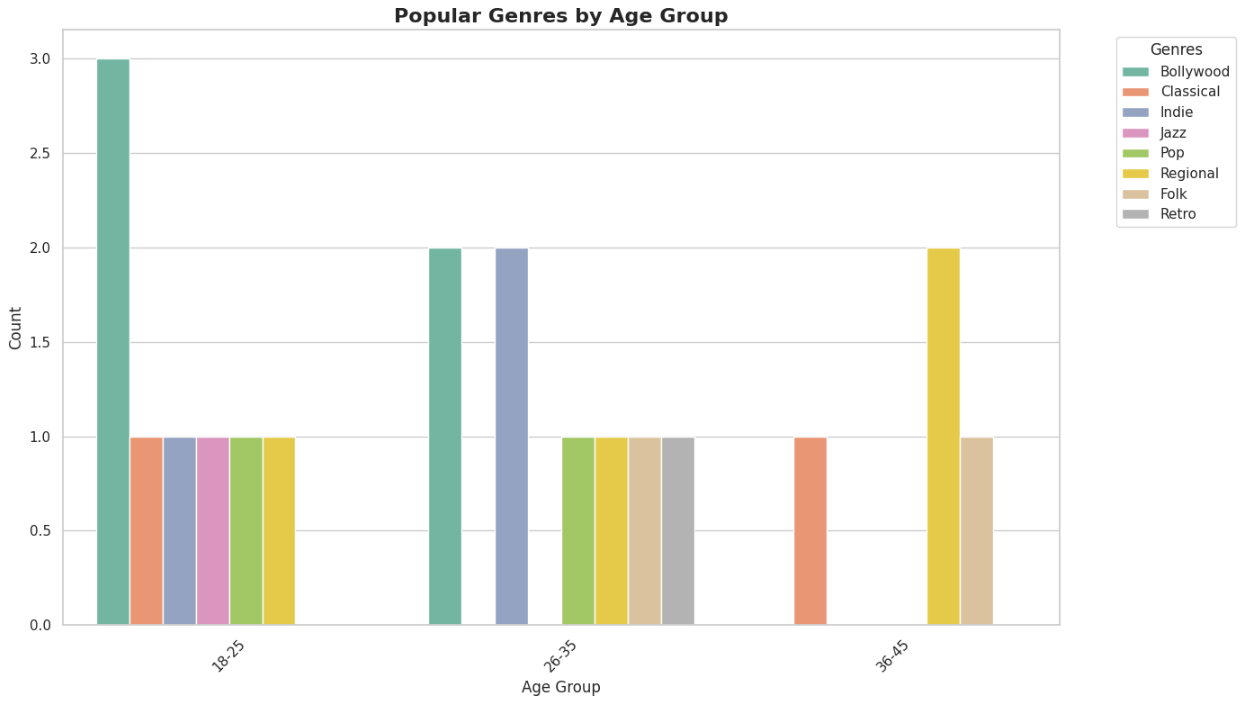 Popular Genres by Age Group
Genres
Bollywood
Classical
Indie
Jazz
Pop
Regional
Folk
Retro
Count
3.0
2.5
2.0
1.5
1.0
0.5
0.0
18-25
26-35
36-45
Age Group